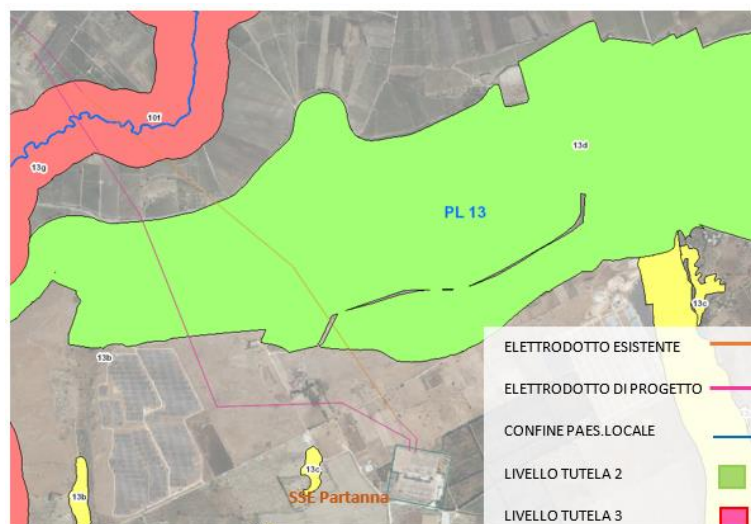 10f
13g
13d
PL 13
13c
13b
13c
13b
SSE Partanna
ELETTRODOTTO ESISTENTE
ELETTRODOTTO DI PROGETTO
CONFINE PAES.LOCALE
LIVELLO TUTELA 2
LIVELLO TUTELA 3